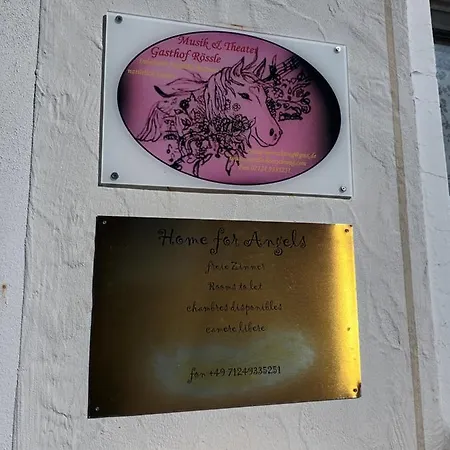 Musik & Theater
Gasthof Rössle
Home for Angels
freie Zimmer
Rooms to let
chambres disponibles
camere libere
fon +49 71249335251